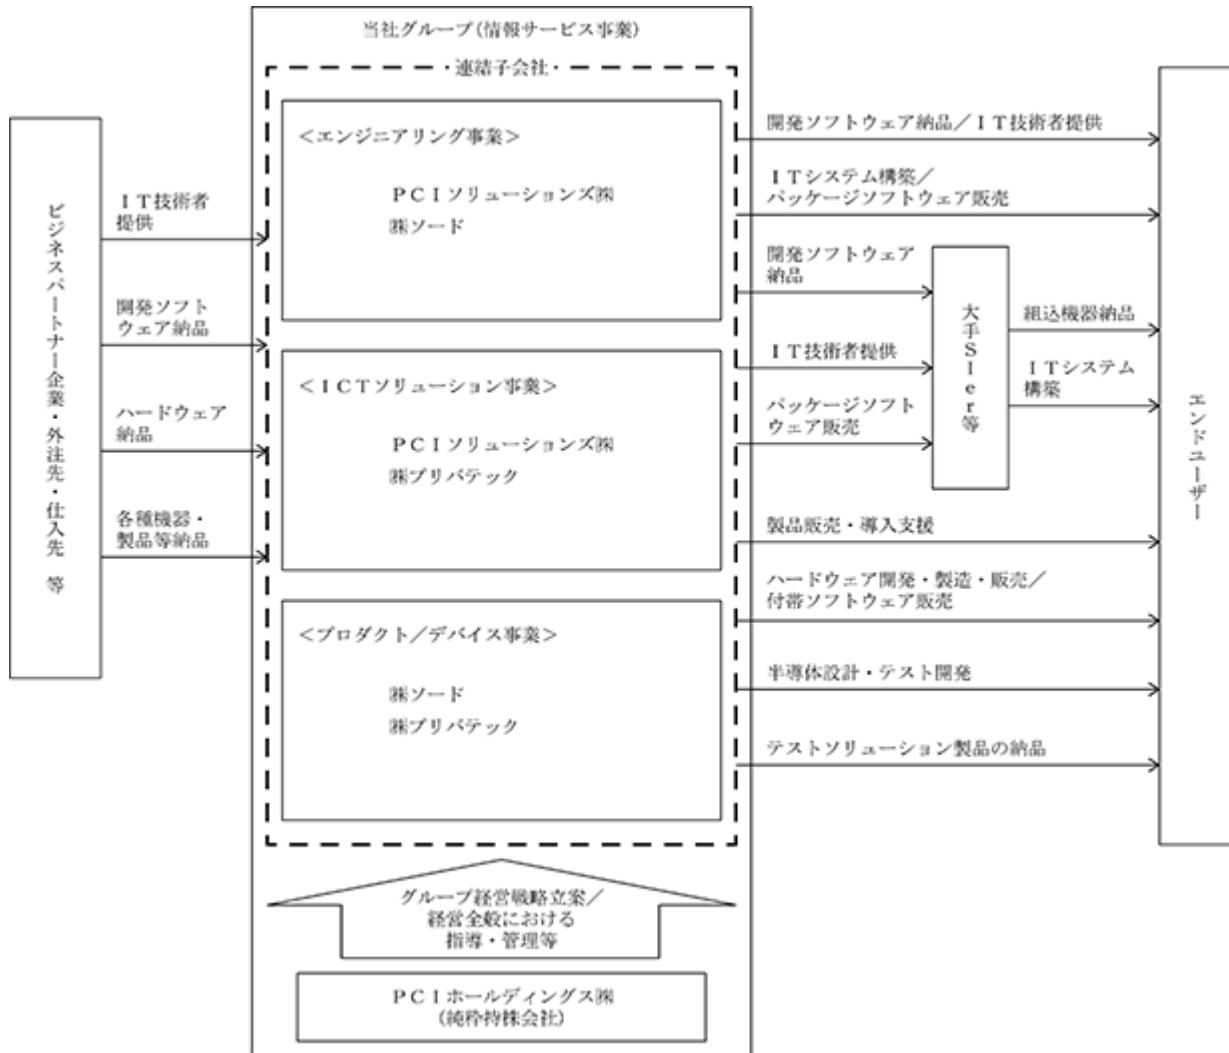 当社グループ(情報サービス事業)
・連結子会社・
ビジネスパートナー企業・外注先・仕入先 等
ＩＴ技術者
提供
開発ソフト
ウェア納品
ハードウェア
納品
各種機器・
製品等納品
＜エンジニアリング事業＞
ＰＣＩソリューションズ㈱
㈱ソード
＜ＩＣＴソリューション事業＞
ＰＣＩソリューションズ㈱
㈱プリバテック
＜プロダクト／デバイス事業＞
㈱ソード
㈱プリバテック
グループ経営戦略立案／
経営全般における
指導・管理等
ＰＣＩホールディングス㈱
(純粋持株会社)
開発ソフトウェア納品／ＩＴ技術者提供
ＩＴシステム構築／
パッケージソフトウェア販売
開発ソフトウェア
納品
ＩＴ技術者提供
パッケージソフト
ウェア販売
大手SIer等
組込機器納品
ＩＴシステム
構築
製品販売・導入支援
ハードウェア開発・製造・販売／
付帯ソフトウェア販売
半導体設計・テスト開発
テストソリューション製品の納品
エンドユーザー